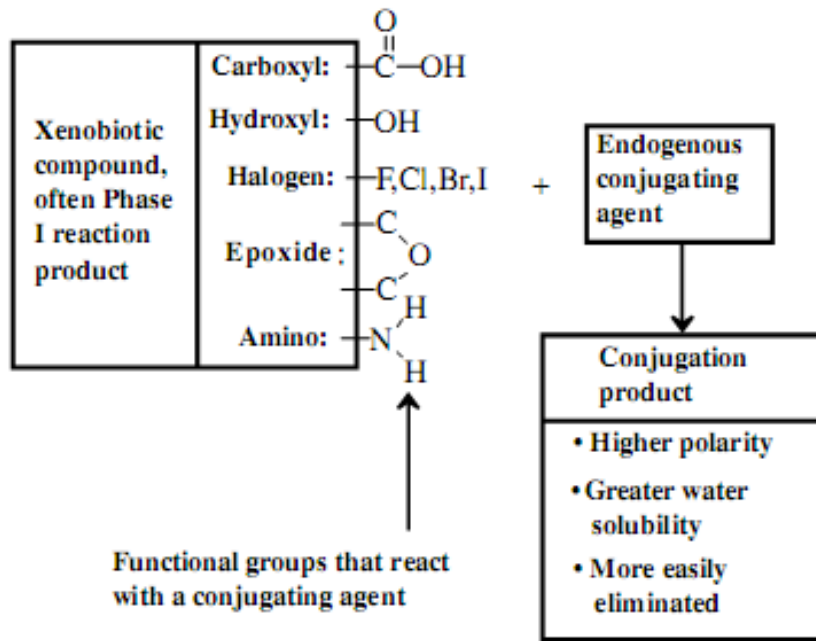 Xenobiotic
compound,
often Phase
I reaction
product
O
Carboxyl: C—OH
Hydroxyl: OH
Halogen: F,Cl,Br,I
C
Epoxide : O
C
H
Amino: N
H
+
Endogenous
conjugating
agent
Conjugation
product
• Higher polarity
• Greater water
solubility
• More easily
eliminated
Functional groups that react
with a conjugating agent